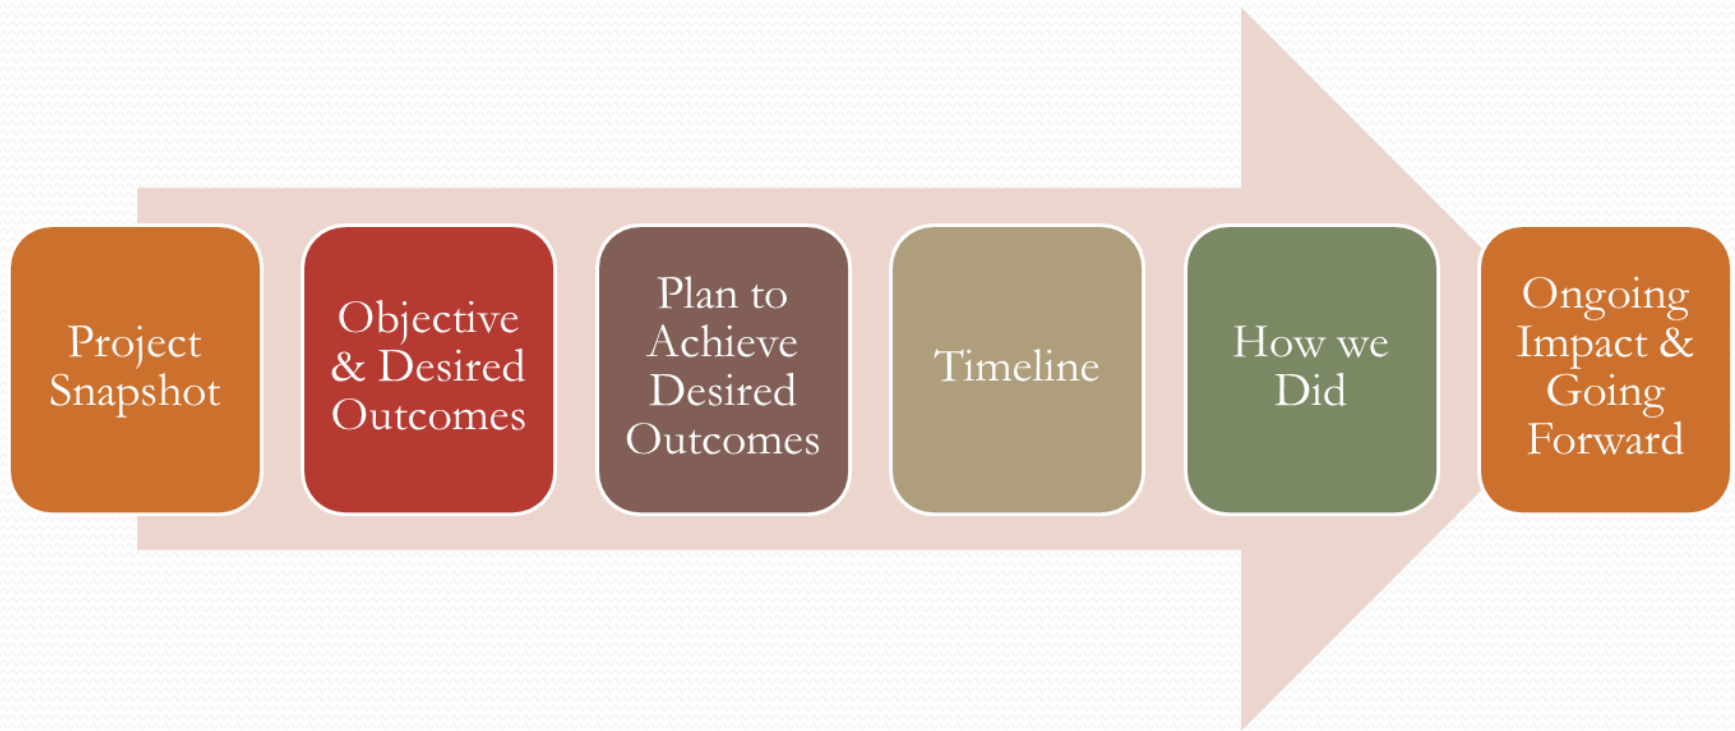 Project
Snapshot
Objective
& Desired
Outcomes
Plan to
Achieve
Desired
Outcomes
Timeline
How we
Did
Ongoing
Impact &
Going
Forward